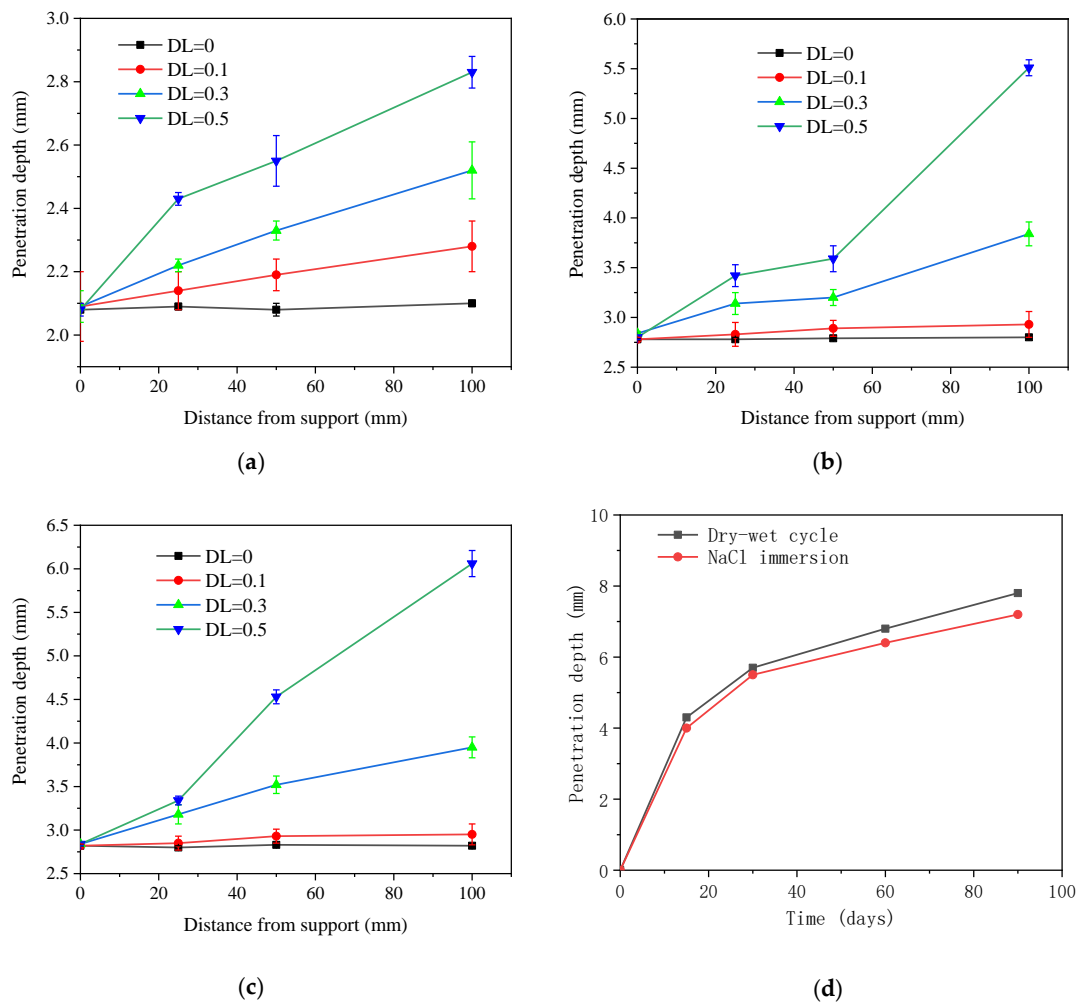 3.0
2.8
2.6
2.4
2.2
2.0
Penetration depth (mm)
DL=0
DL=0.1
DL=0.3
DL=0.5
0 20 40 60 80 100
Distance from support (mm)
(a)
6.0
5.5
5.0
4.5
4.0
3.5
3.0
2.5
Penetration depth (mm)
DL=0
DL=0.1
DL=0.3
DL=0.5
0 20 40 60 80 100
Distance from support (mm)
(b)
6.5
6.0
5.5
5.0
4.5
4.0
3.5
3.0
2.5
Penetration depth (mm)
DL=0
DL=0.1
DL=0.3
DL=0.5
0 20 40 60 80 100
Distance from support (mm)
(c)
10
8
6
4
2
0
Penetration depth (mm)
Dry-wet cycle
NaCl immersion
0 20 40 60 80 100
Time (days)
(d)